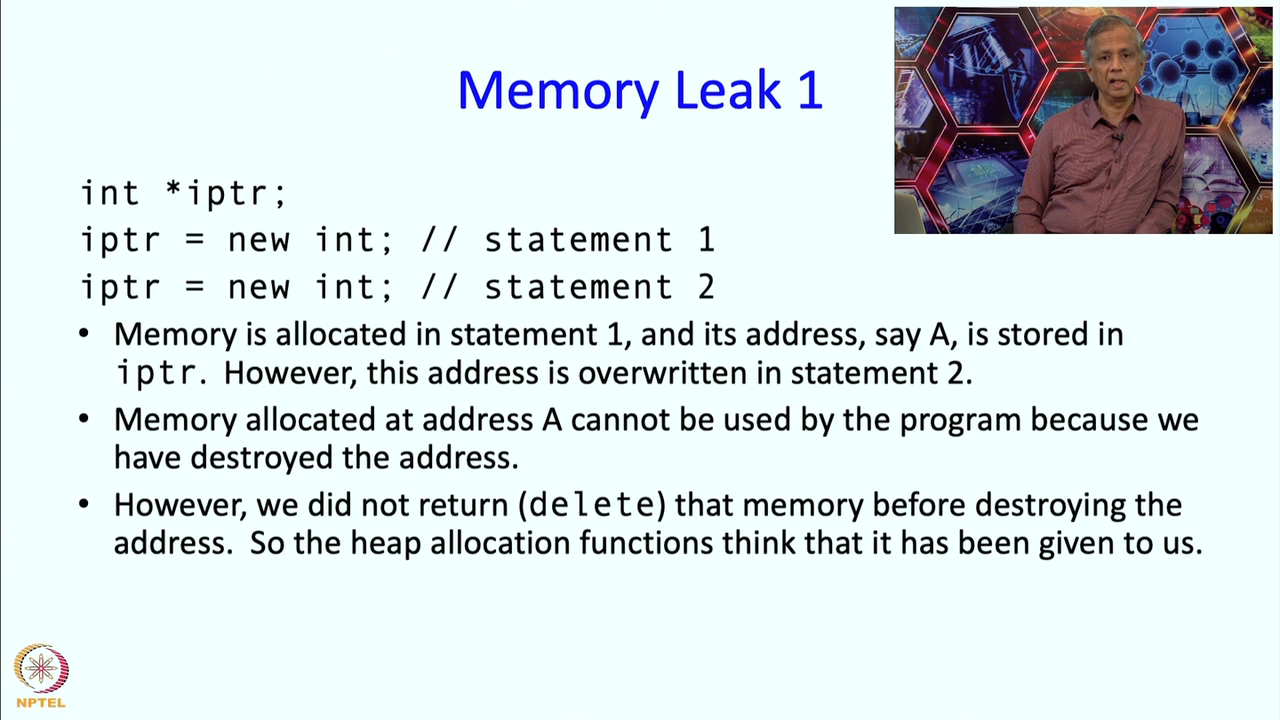 Memory Leak 1
int *iptr;
iptr = new int; // statement 1
iptr = new int; // statement 2
• Memory is allocated in statement 1, and its address, say A, is stored in
iptr. However, this address is overwritten in statement 2.
• Memory allocated at address A cannot be used by the program because we
have destroyed the address.
• However, we did not return (delete) that memory before destroying the
address. So the heap allocation functions think that it has been given to us.
NPTEL